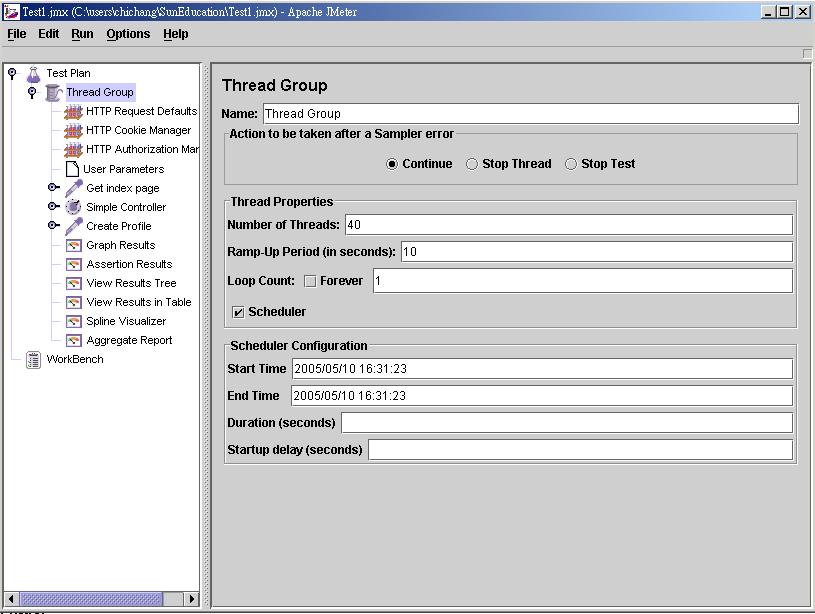 Test1.jmx (C:\users\chichang\SunEducation\Test1.jmx) - Apache JMeter
File Edit Run Options Help
Test Plan
Thread Group
HTTP Request Defaults
HTTP Cookie Manager
HTTP Authorization Mar
User Parameters
Get index page
Simple Controller
Create Profile
Graph Results
Assertion Results
View Results Tree
View Results in Table
Spline Visualizer
Aggregate Report
WorkBench
Thread Group
Name: Thread Group
Action to be taken after a Sampler error
Continue Stop Thread Stop Test
Thread Properties
Number of Threads: 40
Ramp-Up Period (in seconds): 10
Loop Count: Forever 1
Scheduler
Scheduler Configuration
Start Time 2005/05/10 16:31:23
End Time 2005/05/10 16:31:23
Duration (seconds)
Startup delay (seconds)